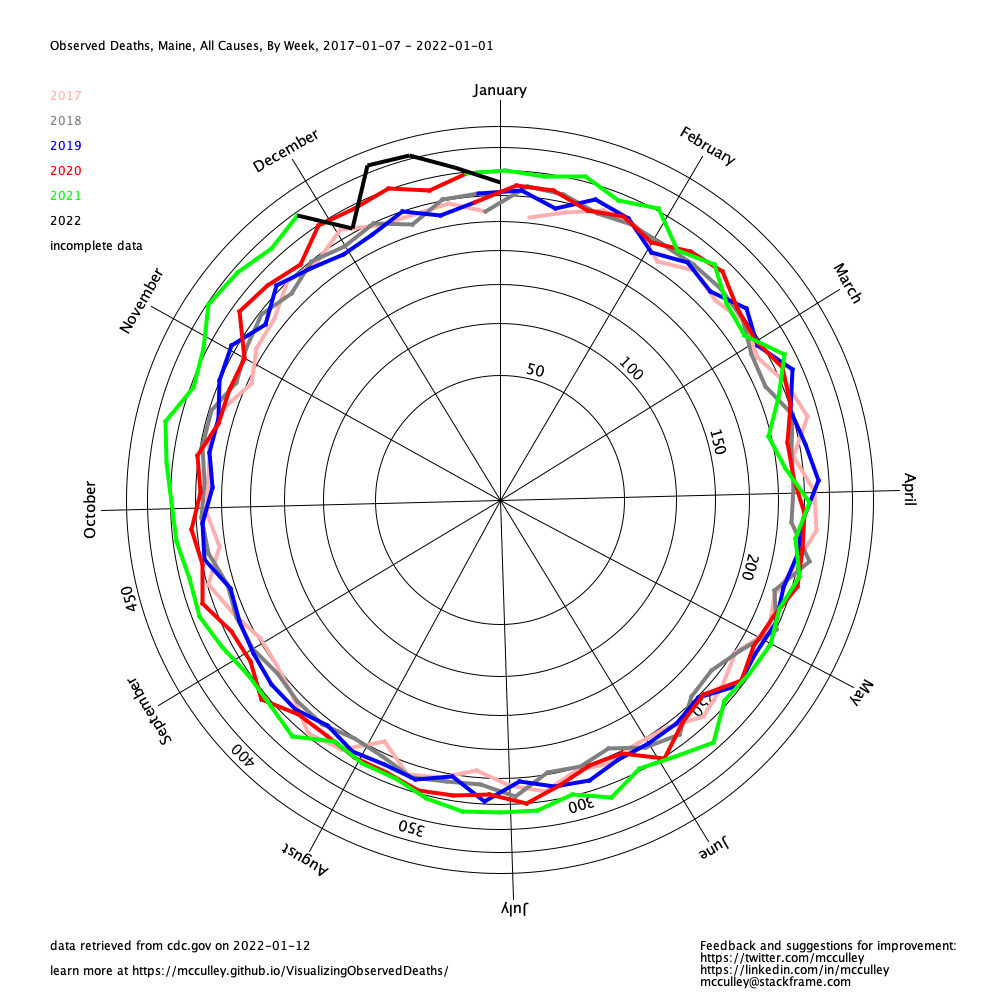 Observed Deaths, Maine, All Causes, By Week, 2017-01-07 - 2022-01-01
2017
2018
2019
2020
2021
2022
incomplete data
January
February
March
April
May
June
July
August
September
October
November
December
50
100
150
200
250
300
350
400
450
data retrieved from cdc.gov on 2022-01-12
learn more at https://mcculley.github.io/VisualizingObservedDeaths/
Feedback and suggestions for improvement:
https://twitter.com/mcculley
https://linkedin.com/in/mcculley
mcculley@stackframe.com